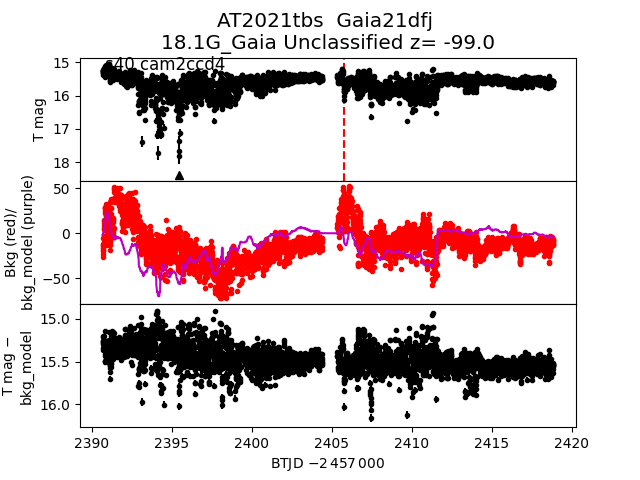 AT2021tbs Gaia21dfj
18.1G_Gaia Unclassified z= -99.0
s40 cam2ccd4
T mag
15
16
17
18
Bkg (red)/
bkg_model (purple)
50
0
−50
T mag −
bkg_model
15.0
15.5
16.0
2390
2395
2400
2405
2410
2415
2420
BTJD −2 457 000